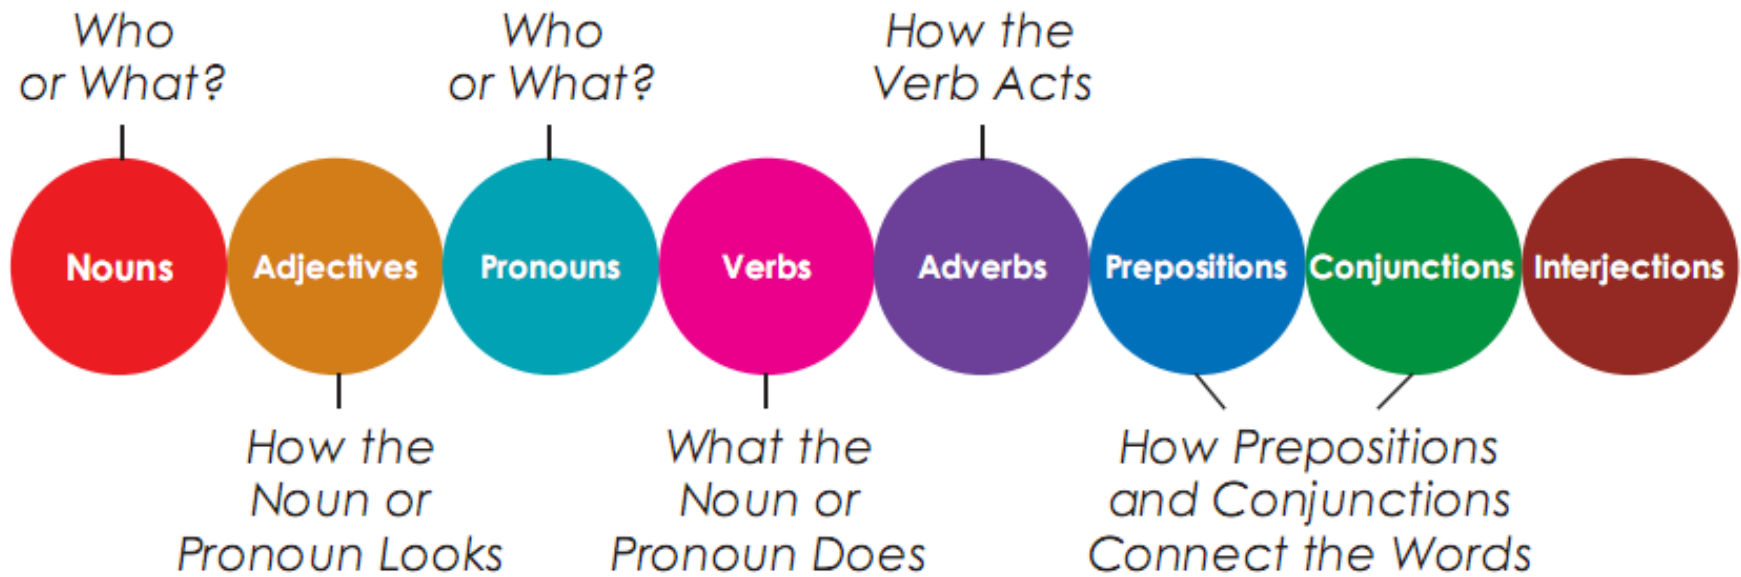 Who
or What?
Who
or What?
How the
Verb Acts
Nouns
Adjectives
Pronouns
Verbs
Adverbs
Prepositions
Conjunctions
Interjections
How the
Noun or
Pronoun Looks
What the
Noun or
Pronoun Does
How Prepositions
and Conjunctions
Connect the Words